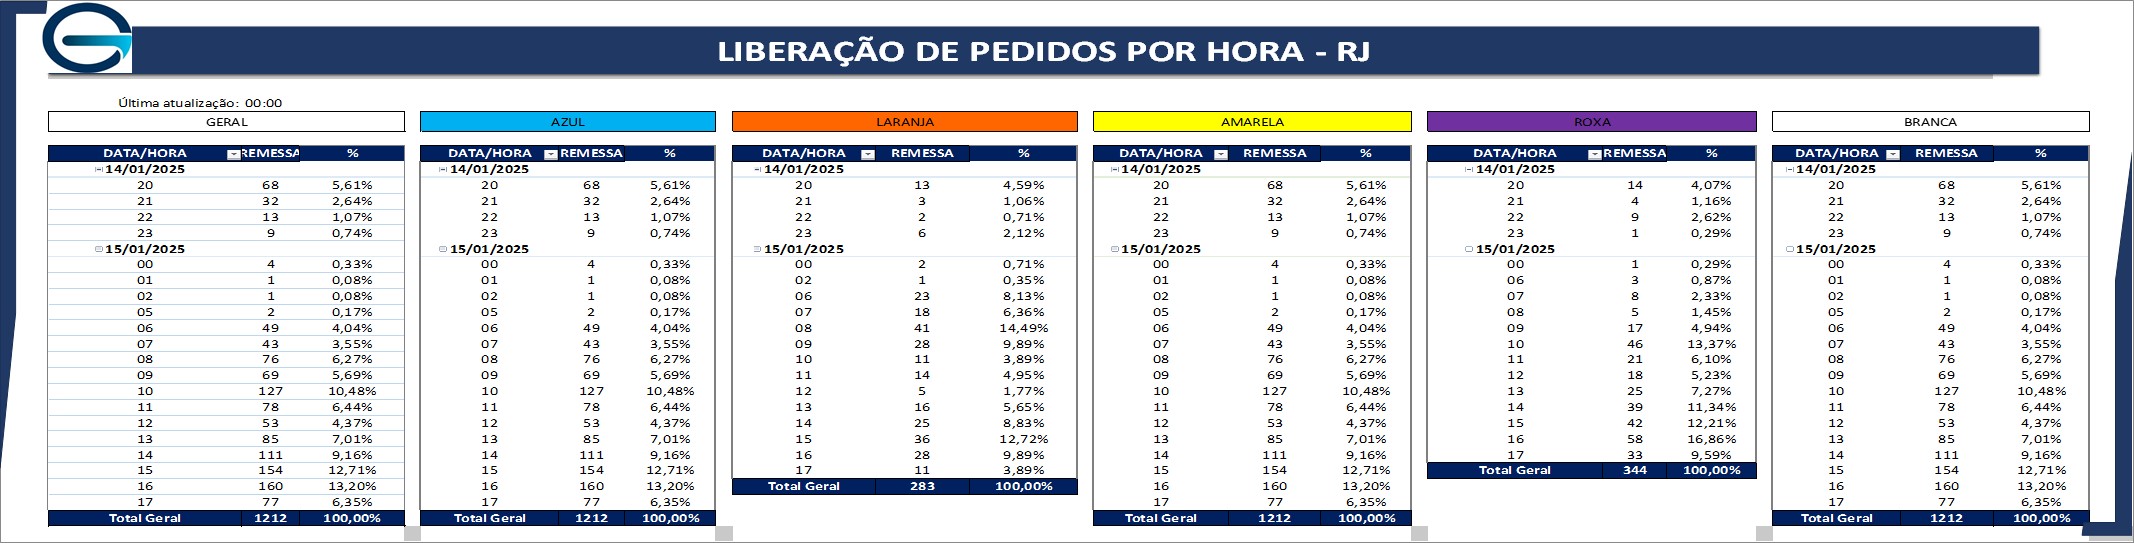 LIBERAÇÃO DE PEDIDOS POR HORA - RJ
Última atualização: 00:00
GERAL AZUL LARANJA AMARELA ROXA BRANCA
DATA/HORA REMESSA % DATA/HORA REMESSA % DATA/HORA REMESSA % DATA/HORA REMESSA % DATA/HORA REMESSA % DATA/HORA REMESSA %
14/01/2025 14/01/2025 14/01/2025 14/01/2025 14/01/2025 14/01/2025
20 68 5,61% 20 68 5,61% 20 13 4,59% 20 68 5,61% 20 14 4,07% 20 68 5,61%
21 32 2,64% 21 32 2,64% 21 3 1,06% 21 32 2,64% 21 4 1,16% 21 32 2,64%
22 13 1,07% 22 13 1,07% 22 2 0,71% 22 13 1,07% 22 9 2,62% 22 13 1,07%
23 9 0,74% 23 9 0,74% 23 6 2,12% 23 9 0,74% 23 1 0,29% 23 9 0,74%
15/01/2025 15/01/2025 15/01/2025 15/01/2025 15/01/2025 15/01/2025
00 4 0,33% 00 4 0,33% 00 2 0,71% 00 4 0,33% 00 1 0,29% 00 4 0,33%
01 1 0,08% 01 1 0,08% 02 1 0,35% 01 1 0,08% 06 3 0,87% 01 1 0,08%
02 1 0,08% 02 1 0,08% 06 23 8,13% 02 1 0,08% 07 8 2,33% 02 1 0,08%
05 2 0,17% 05 2 0,17% 07 18 6,36% 05 2 0,17% 08 5 1,45% 05 2 0,17%
06 49 4,04% 06 49 4,04% 08 41 14,49% 06 49 4,04% 09 17 4,94% 06 49 4,04%
07 43 3,55% 07 43 3,55% 09 28 9,89% 07 43 3,55% 10 46 13,37% 07 43 3,55%
08 76 6,27% 08 76 6,27% 10 11 3,89% 08 76 6,27% 11 21 6,10% 08 76 6,27%
09 69 5,69% 09 69 5,69% 11 14 4,95% 09 69 5,69% 12 18 5,23% 09 69 5,69%
10 127 10,48% 10 127 10,48% 12 5 1,77% 10 127 10,48% 13 25 7,27% 10 127 10,48%
11 78 6,44% 11 78 6,44% 13 16 5,65% 11 78 6,44% 14 39 11,34% 11 78 6,44%
12 53 4,37% 12 53 4,37% 14 25 8,83% 12 53 4,37% 15 42 12,21% 12 53 4,37%
13 85 7,01% 13 85 7,01% 15 36 12,72% 13 85 7,01% 16 58 16,86% 13 85 7,01%
14 111 9,16% 14 111 9,16% 16 28 9,89% 14 111 9,16% 17 33 9,59% 14 111 9,16%
15 154 12,71% 15 154 12,71% 17 11 3,89% 15 154 12,71% Total Geral 344 100,00% 15 154 12,71%
16 160 13,20% 16 160 13,20% Total Geral 283 100,00% 16 160 13,20% 16 160 13,20%
17 77 6,35% 17 77 6,35% 17 77 6,35% 17 77 6,35%
Total Geral 1212 100,00% Total Geral 1212 100,00% Total Geral 1212 100,00% Total Geral 1212 100,00%